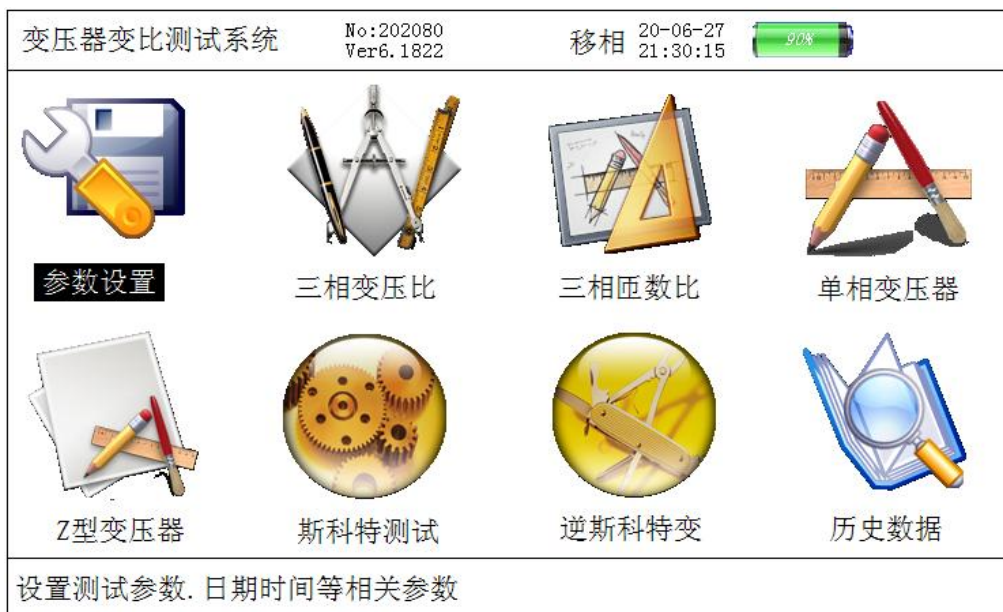 变压器变比测试系统
No:202080
Ver6.1822
移相
20-06-27
21:30:15
90%
参数设置
三相变压比
三相匝数比
单相变压器
Z型变压器
斯科特测试
逆斯科特变
历史数据
设置测试参数.日期时间等相关参数